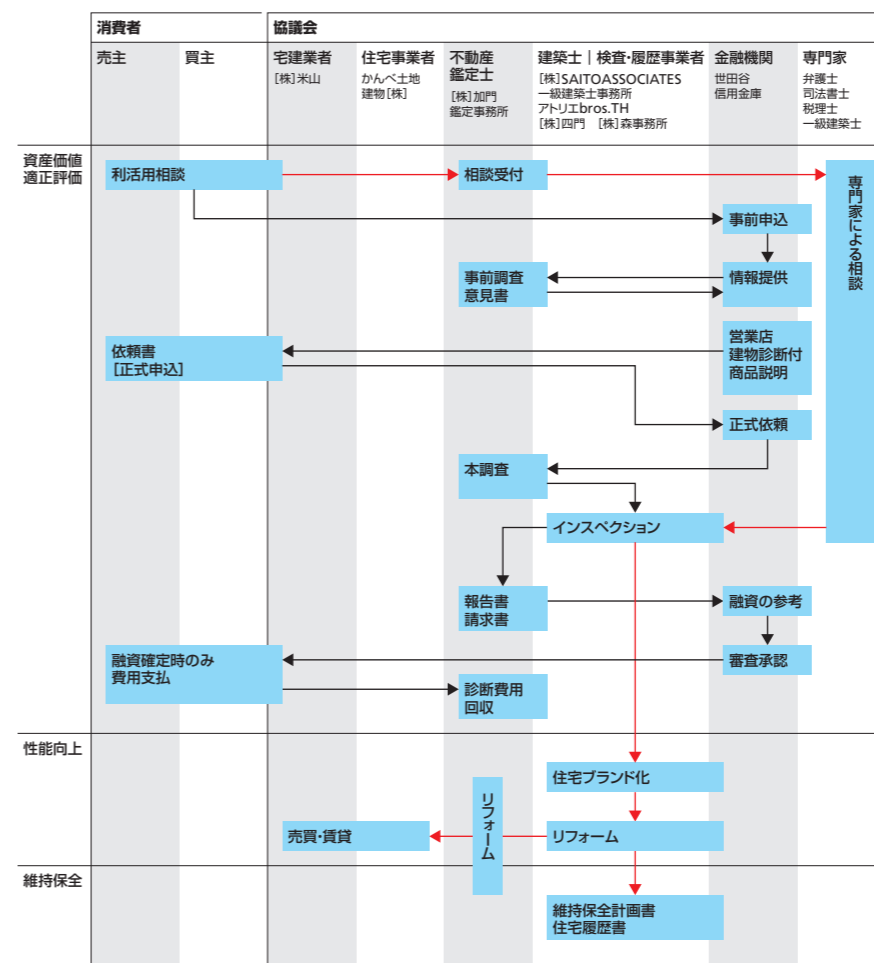 消費者
協議会
売主
買主
宅建業者
[株]米山
住宅事業者
かんべ土地
建物[株]
不動産
鑑定士
[株]加門
鑑定事務所
建築士|検査・履歴事業者
[株]SAITOASSOCIATES
一級建築士事務所
アトリエbros.TH
[株]四門 [株]森事務所
金融機関
世田谷
信用金庫
専門家
弁護士
司法書士
税理士
一級建築士
資産価値
適正評価
利活用相談
相談受付
専門家による相談
事前申込
事前調査
意見書
情報提供
依頼書
[正式申込]
営業店
建物診断付
商品説明
正式依頼
本調査
インスペクション
報告書
請求書
融資の参考
融資確定時のみ
費用支払
審査承認
診断費用
回収
性能向上
住宅ブランド化
リフォーム
売買・賃貸
リフォーム
維持保全
維持保全計画書
住宅履歴書